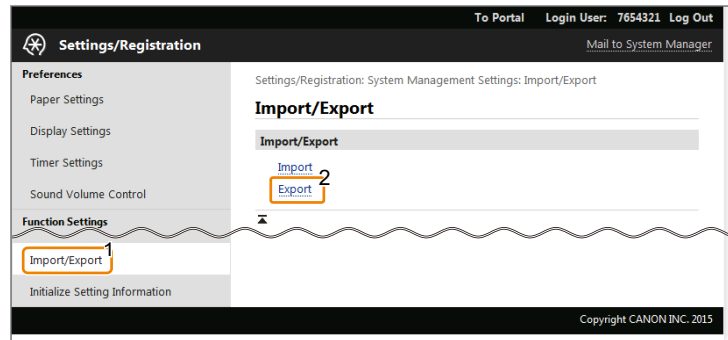 To Portal Login User: 7654321 Log Out
Settings/Registration Mail to System Manager
Preferences
Paper Settings
Display Settings
Timer Settings
Sound Volume Control
Function Settings
Import/Export
1
Initialize Setting Information
Settings/Registration: System Management Settings: Import/Export
Import/Export
Import/Export
Import
2
Export
Copyright CANON INC. 2015